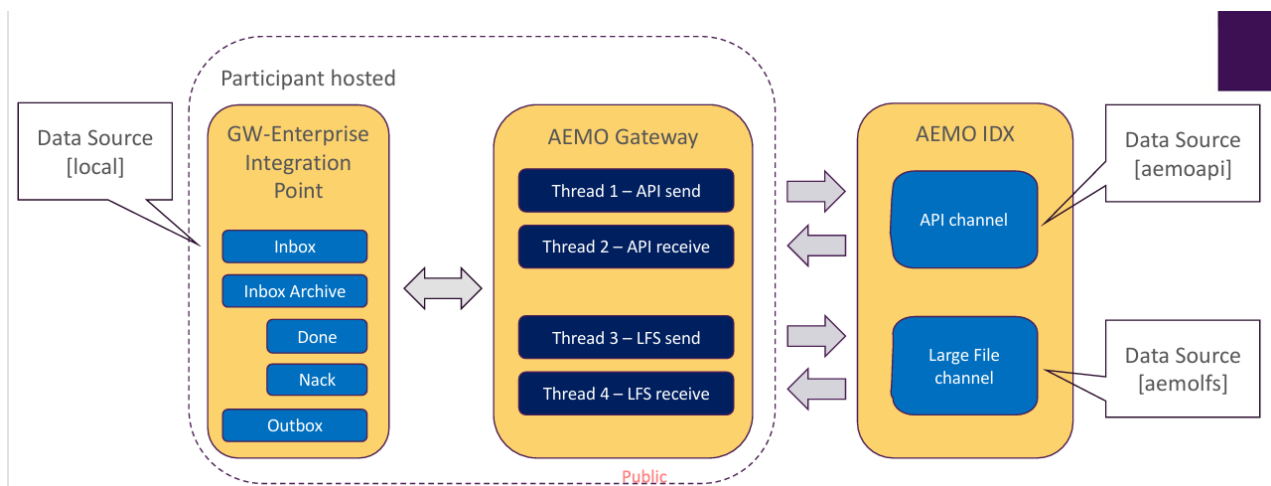 Participant hosted
Data Source
[local]
GW-Enterprise
Integration
Point
Inbox
Inbox Archive
Done
Nack
Outbox
AEMO Gateway
Thread 1 – API send
Thread 2 – API receive
Thread 3 – LFS send
Thread 4 – LFS receive
AEMO IDX
API channel
Large File
channel
Data Source
[aemoapi]
Data Source
[aemolfs]
Public